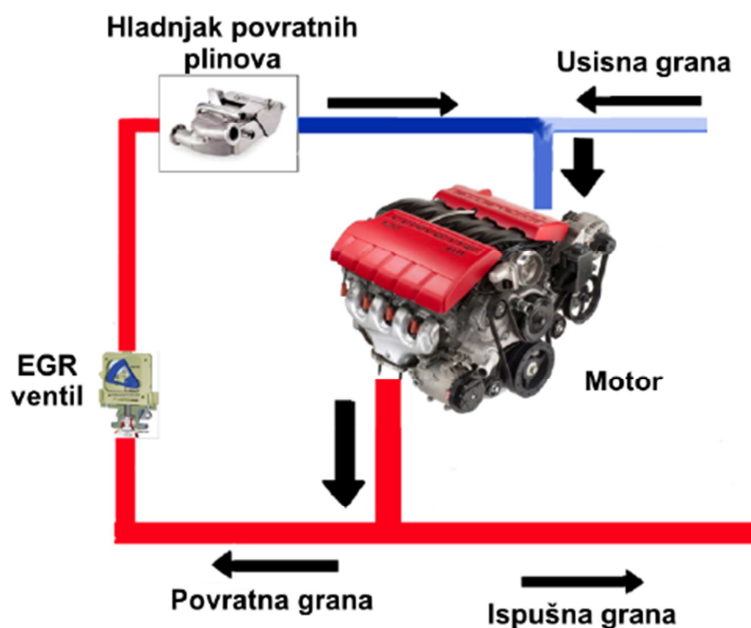 Hladnjak povratnih
plinova
Usisna grana
EGR
ventil
Motor
Povratna grana
Ispušna grana